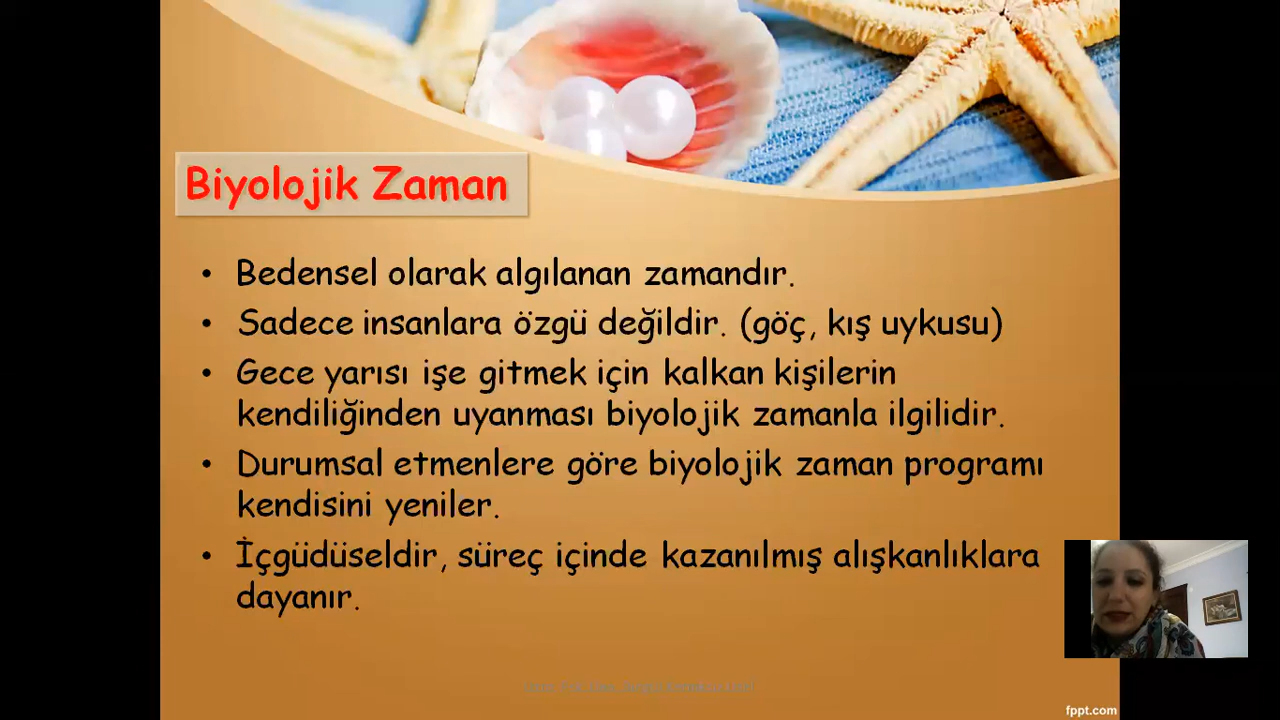 Biyolojik Zaman
• Bedensel olarak algılanan zamandır.
• Sadece insanlara özgü değildir. (göç, kış uykusu)
• Gece yarısı işe gitmek için kalkan kişilerin
kendiliğinden uyanması biyolojik zamanla ilgilidir.
• Durumsal etmenlere göre biyolojik zaman programı
kendisini yeniler.
• İçgüdüseldir, süreç içinde kazanılmış alışkanlıklara
dayanır.
fppt.com